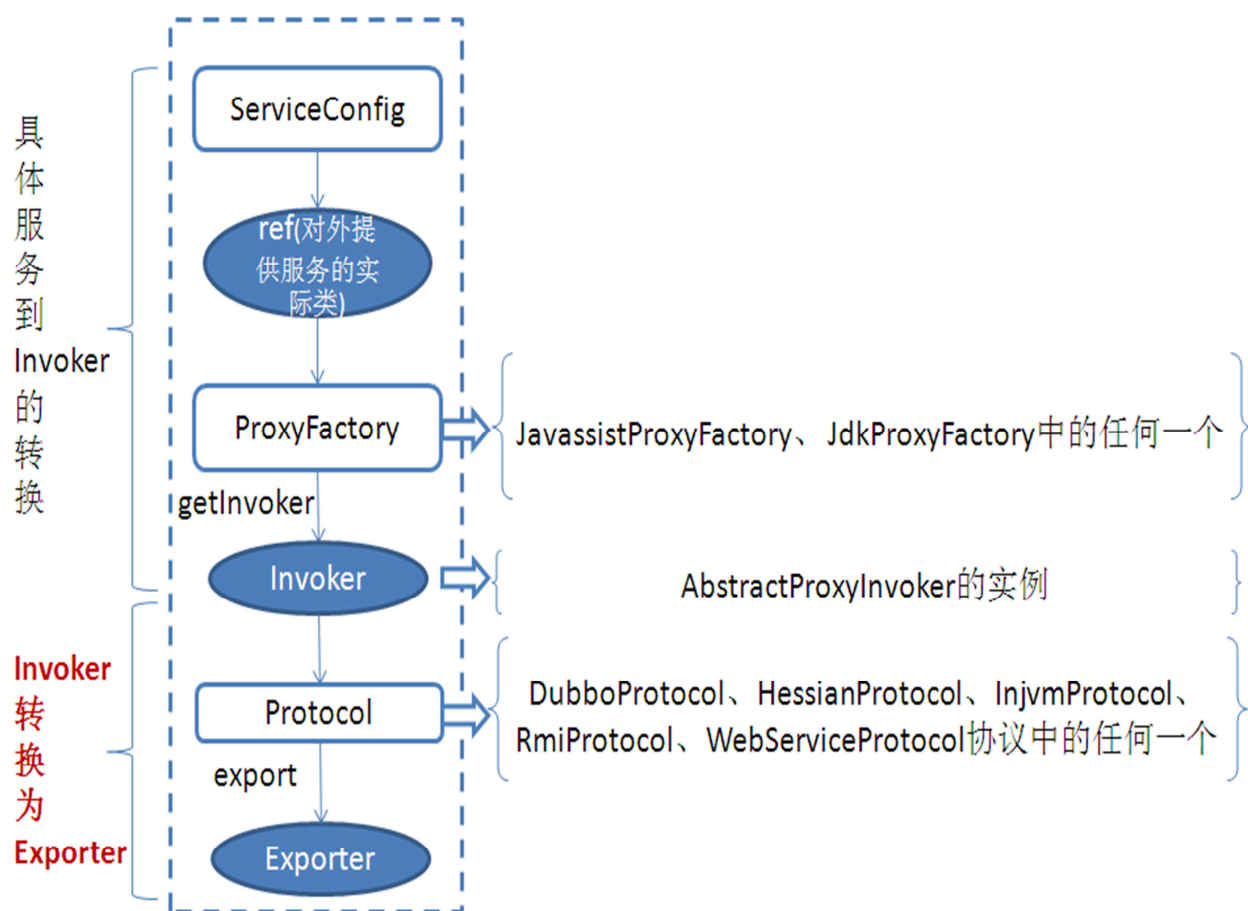 具
体
服
务
到
Invoker
的
转
换
Invoker
转
换
为
Exporter
ServiceConfig
ref(对外提
供服务的实
际类)
ProxyFactory
getInvoker
Invoker
Protocol
export
Exporter
JavassistProxyFactory、JdkProxyFactory中的任何一个
AbstractProxyInvoker的实例
DubboProtocol、HessianProtocol、InjvmProtocol、
RmiProtocol、WebServiceProtocol协议中的任何一个